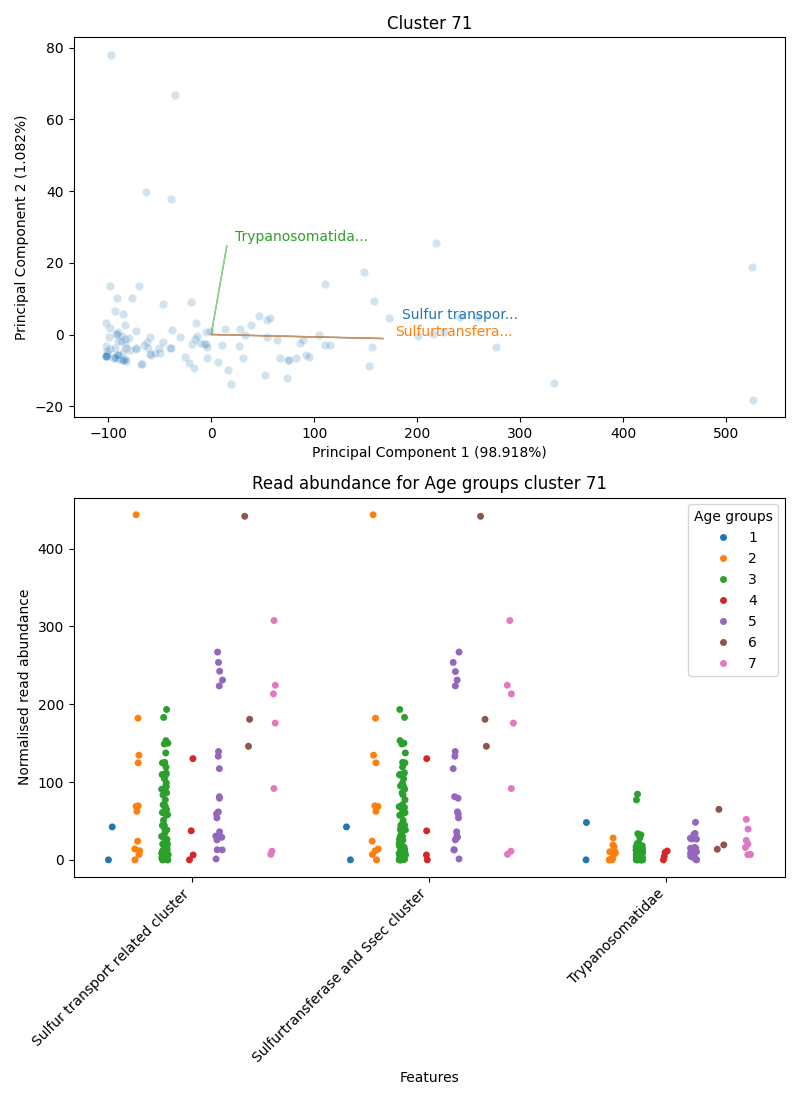 Cluster 71
80
60
40
20
0
−20
Principal Component 2 (1.082%)
Trypanosomatida...
Sulfur transpor...
Sulfurtransfera...
−100
0
100
200
300
400
500
Principal Component 1 (98.918%)
Read abundance for Age groups cluster 71
Age groups
1
2
3
4
5
6
7
400
300
200
100
0
Normalised read abundance
Sulfur transport related cluster
Sulfurtransferase and Ssec cluster
Trypanosomatidae
Features